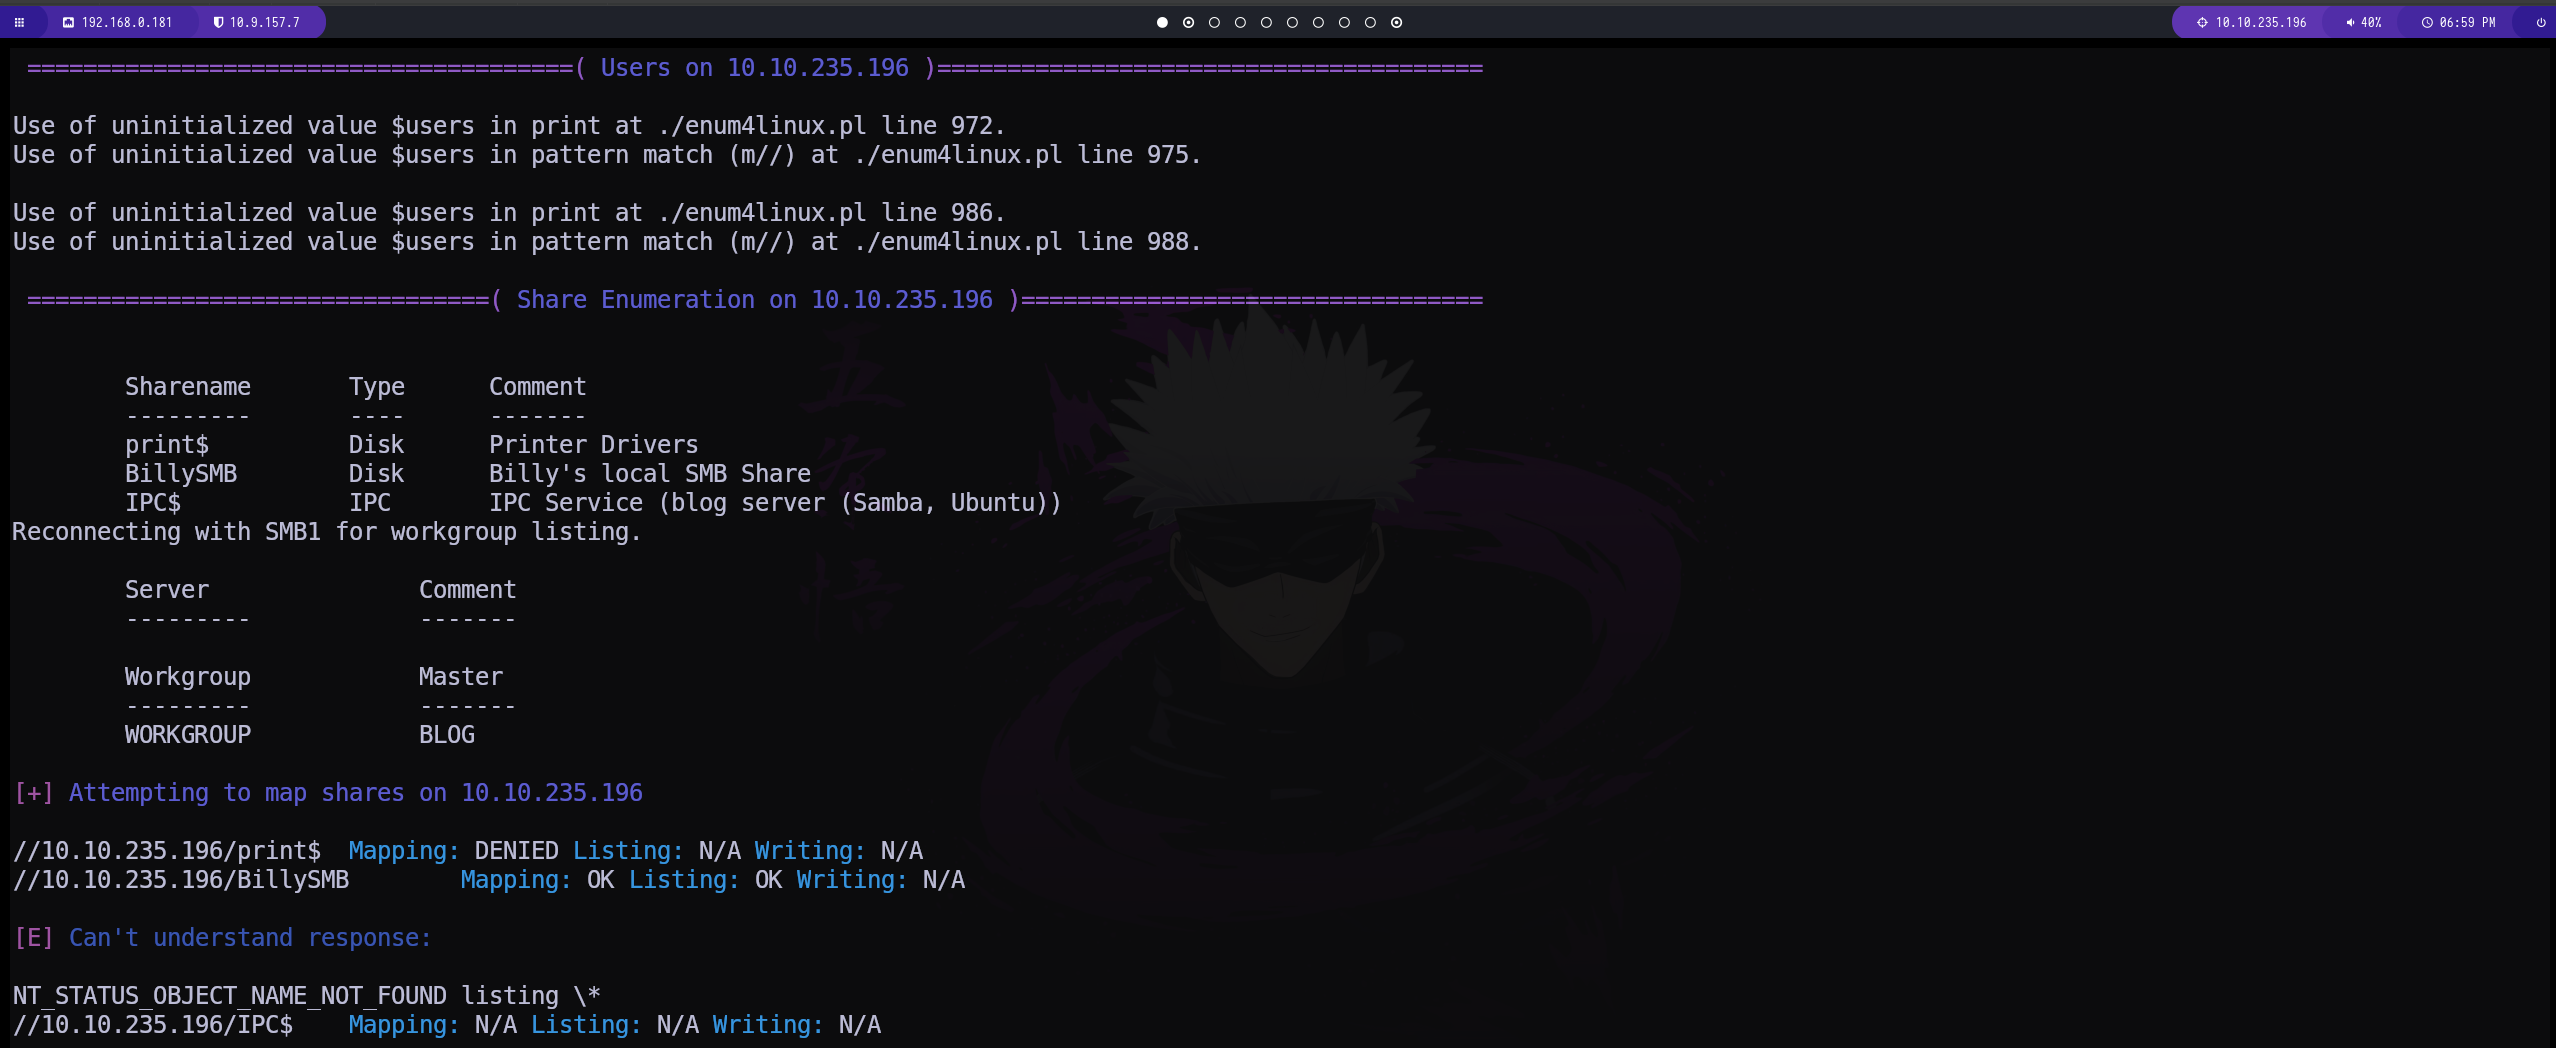 192.168.0.181 10.9.157.7 10.10.235.196 40% 06:59 PM
=======================================( Users on 10.10.235.196 )=======================================
Use of uninitialized value $users in print at ./enum4linux.pl line 972.
Use of uninitialized value $users in pattern match (m//) at ./enum4linux.pl line 975.
Use of uninitialized value $users in print at ./enum4linux.pl line 986.
Use of uninitialized value $users in pattern match (m//) at ./enum4linux.pl line 988.
=================================( Share Enumeration on 10.10.235.196 )=================================
Sharename Type Comment
--------- ---- -------
print$ Disk Printer Drivers
BillySMB Disk Billy's local SMB Share
IPC$ IPC IPC Service (blog server (Samba, Ubuntu))
Reconnecting with SMB1 for workgroup listing.
Server Comment
--------- -------
Workgroup Master
--------- -------
WORKGROUP BLOG
[+] Attempting to map shares on 10.10.235.196
//10.10.235.196/print$ Mapping: DENIED Listing: N/A Writing: N/A
//10.10.235.196/BillySMB Mapping: OK Listing: OK Writing: N/A
[E] Can't understand response:
NT_STATUS_OBJECT_NAME_NOT_FOUND listing \*
//10.10.235.196/IPC$ Mapping: N/A Listing: N/A Writing: N/A
五
悟